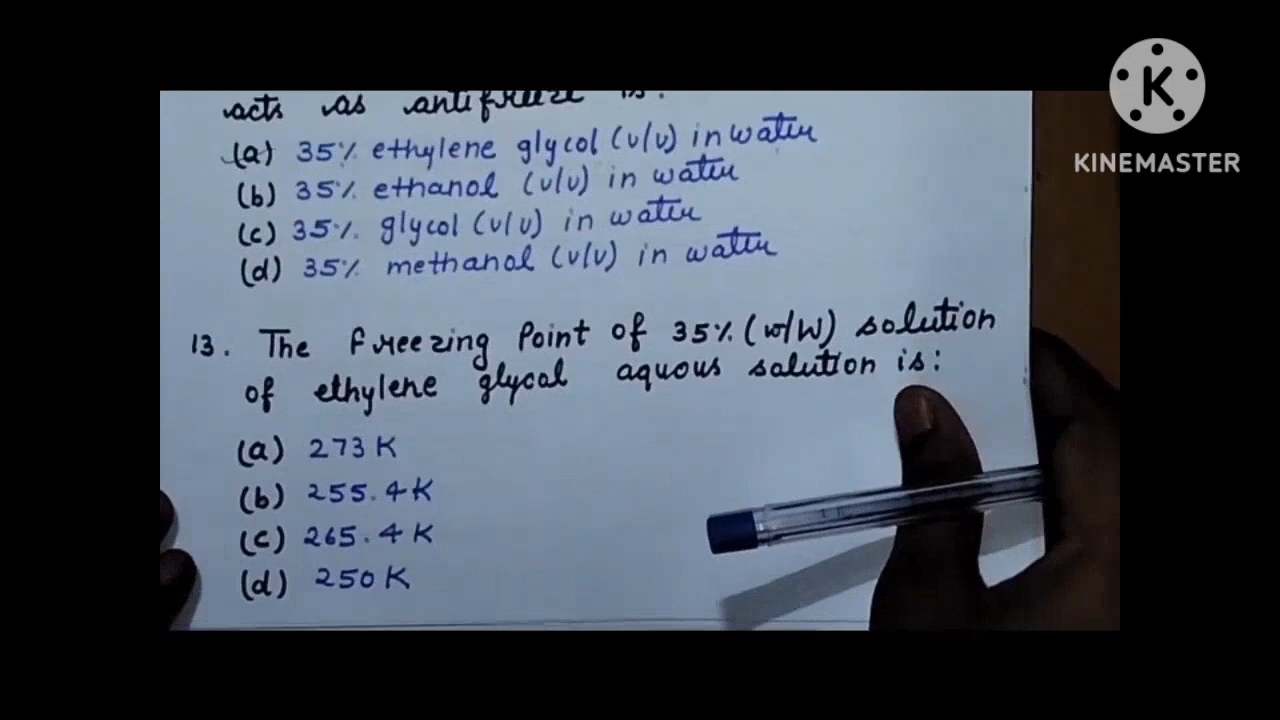 acts as antifreeze is:
(a) 35% ethylene glycol (v/v) in water
(b) 35% ethanol (v/v) in water
(c) 35% glycol (v/v) in water
(d) 35% methanol (v/v) in water
13. The freezing Point of 35% (w/W) solution
of ethylene glycal aquous solution is:
(a) 273 K
(b) 255.4 K
(c) 265.4 K
(d) 250 K
K
KINEMASTER